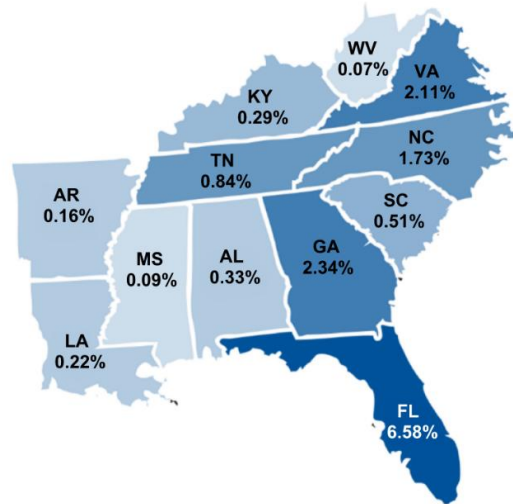 WV
0.07%
VA
2.11%
KY
0.29%
NC
1.73%
TN
0.84%
AR
0.16%
SC
0.51%
MS
0.09%
AL
0.33%
GA
2.34%
LA
0.22%
FL
6.58%